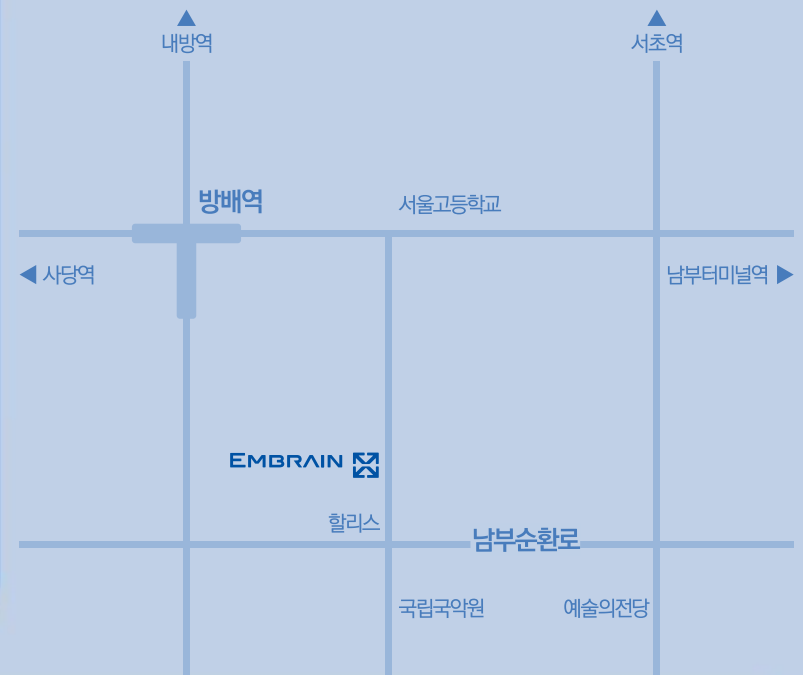 내방역
서초역
방배역
서울고등학교
사당역
남부터미널역
EMBRAIN
할리스
남부순환로
국립국악원
예술의전당